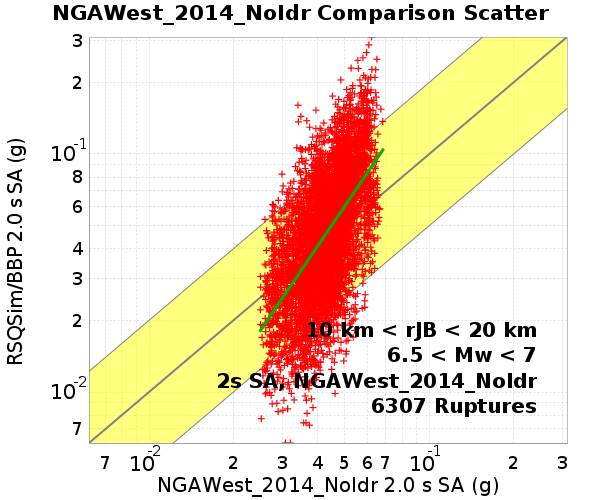 NGAWest_2014_NoIdr Comparison Scatter
3
2
10-1
8
6
4
3
2
10-2
7
RSQSim/BBP 2.0 s SA (g)
10 km < rJB < 20 km
6.5 < Mw < 7
2s SA, NGAWest_2014_NoIdr
6307 Ruptures
7 10-2 2 3 4 5 6 7 10-1 2 3
NGAWest_2014_NoIdr 2.0 s SA (g)